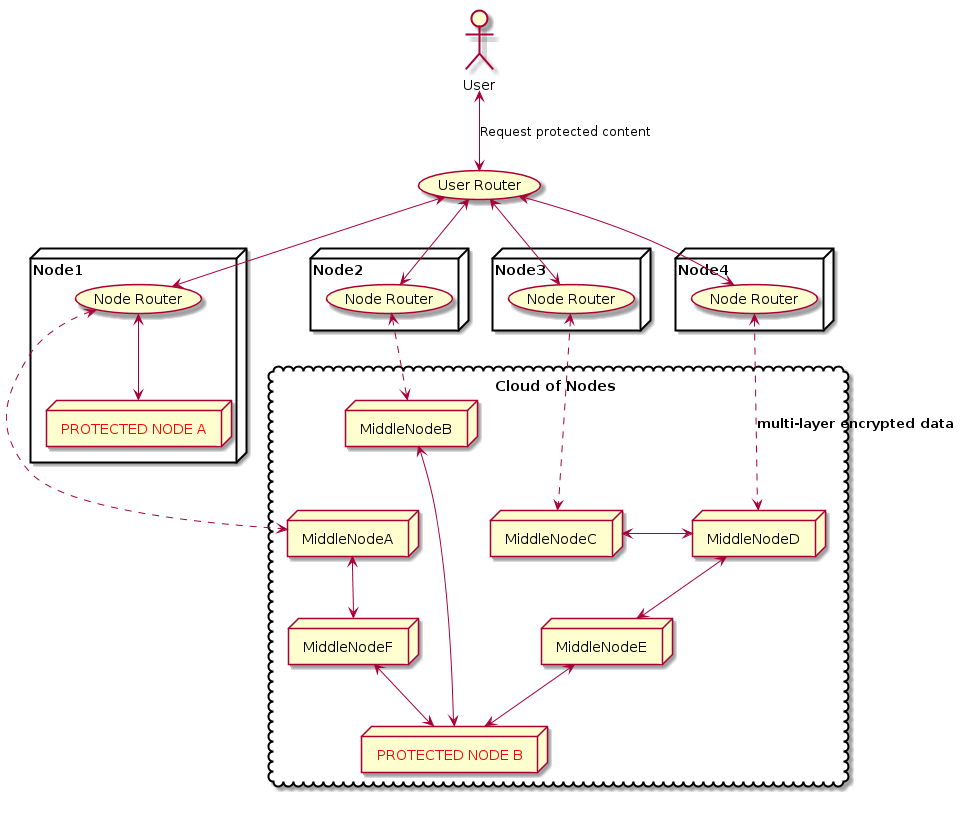 User
Request protected content
User Router
Node1
Node2
Node3
Node4
Node Router
Node Router
Node Router
Node Router
Cloud of Nodes
PROTECTED NODE A
MiddleNodeB
multi-layer encrypted data
MiddleNodeA
MiddleNodeC
MiddleNodeD
MiddleNodeF
MiddleNodeE
PROTECTED NODE B